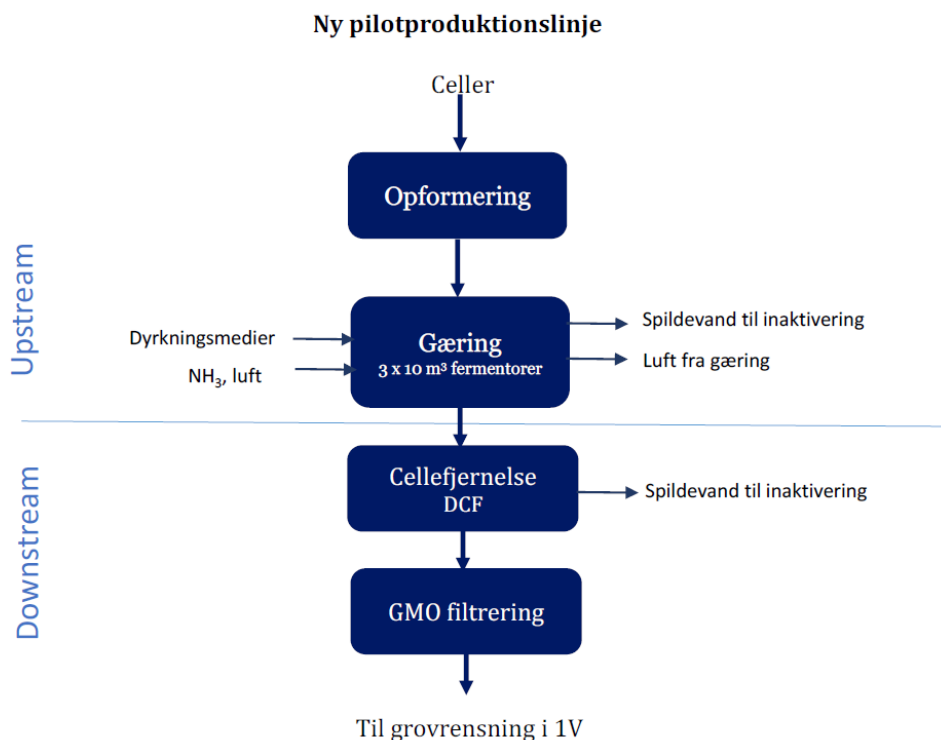 Ny pilotproduktionslinje
Celler
Opformering
Upstream
Dyrkningsmedier
NH₃, luft
Gæring
3 x 10 m³ fermentorer
Spildevand til inaktivering
Luft fra gæring
Downstream
Cellefjernelse
DCF
Spildevand til inaktivering
GMO filtrering
Til grovrensning i 1V